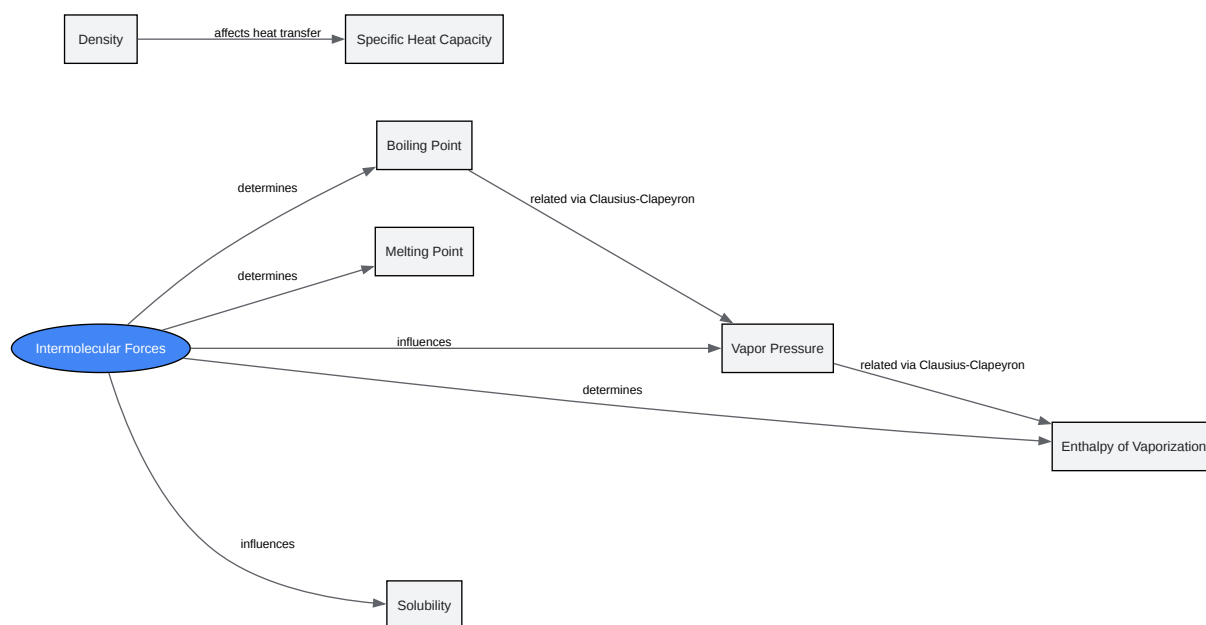 Density
affects heat transfer
Specific Heat Capacity
Boiling Point
determines
related via Clausius-Clapeyron
Melting Point
determines
Intermolecular Forces
influences
Vapor Pressure
related via Clausius-Clapeyron
determines
Enthalpy of Vaporization
influences
Solubility